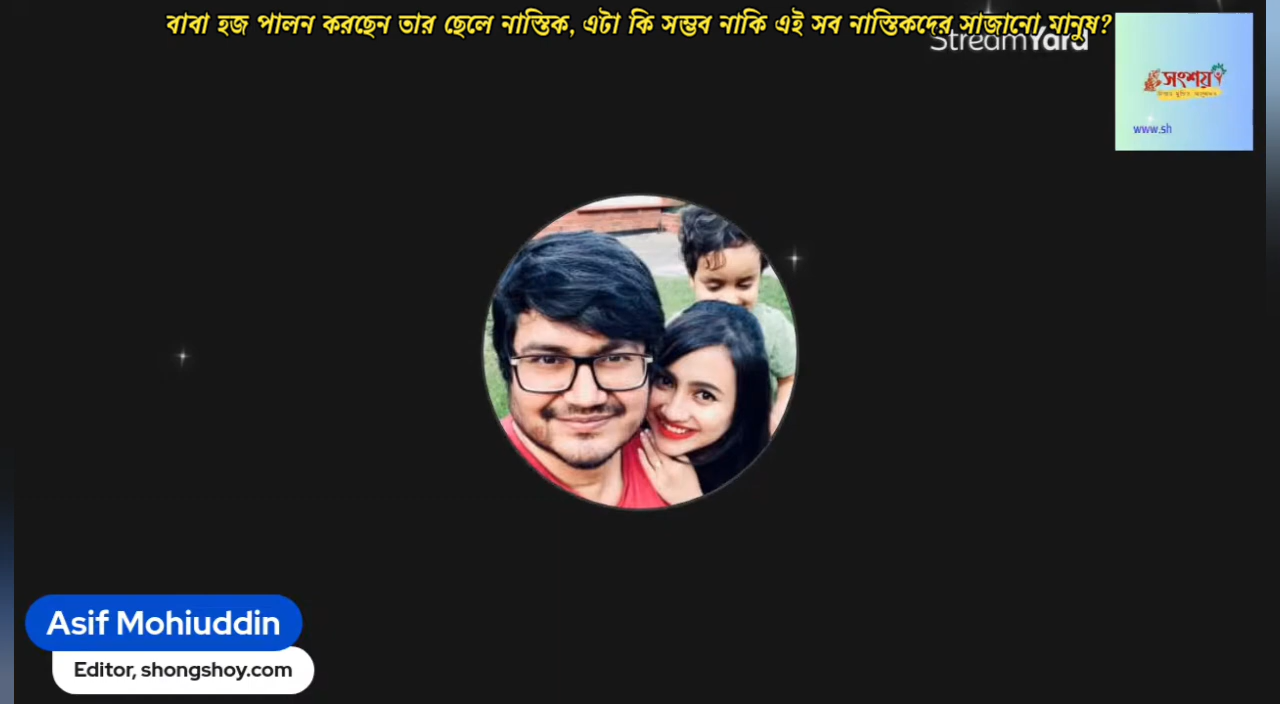 বাবা হজ পালন করছেন তার ছেলে নাস্তিক, এটা কি সম্ভব নাকি এই সব নাস্তিকদের সাজানো মানুষ?
StreamYard
সংশয়
www.sh
Asif Mohiuddin
Editor, shongshoy.com